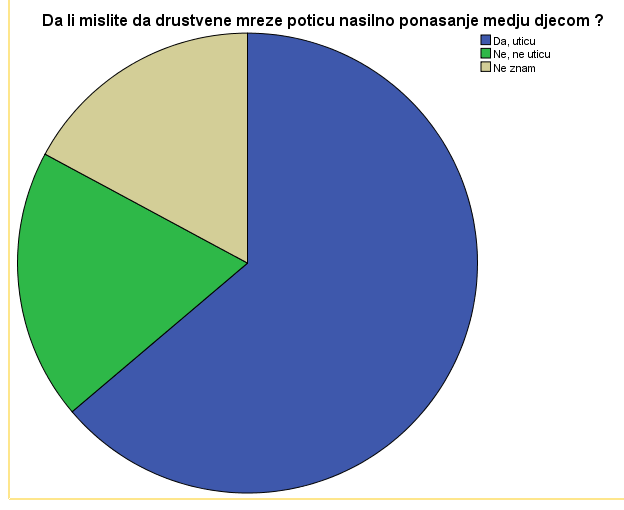 Da li mislite da drustvene mreze poticu nasilno ponasanje medju djecom ?
Da, uticu
Ne, ne uticu
Ne znam